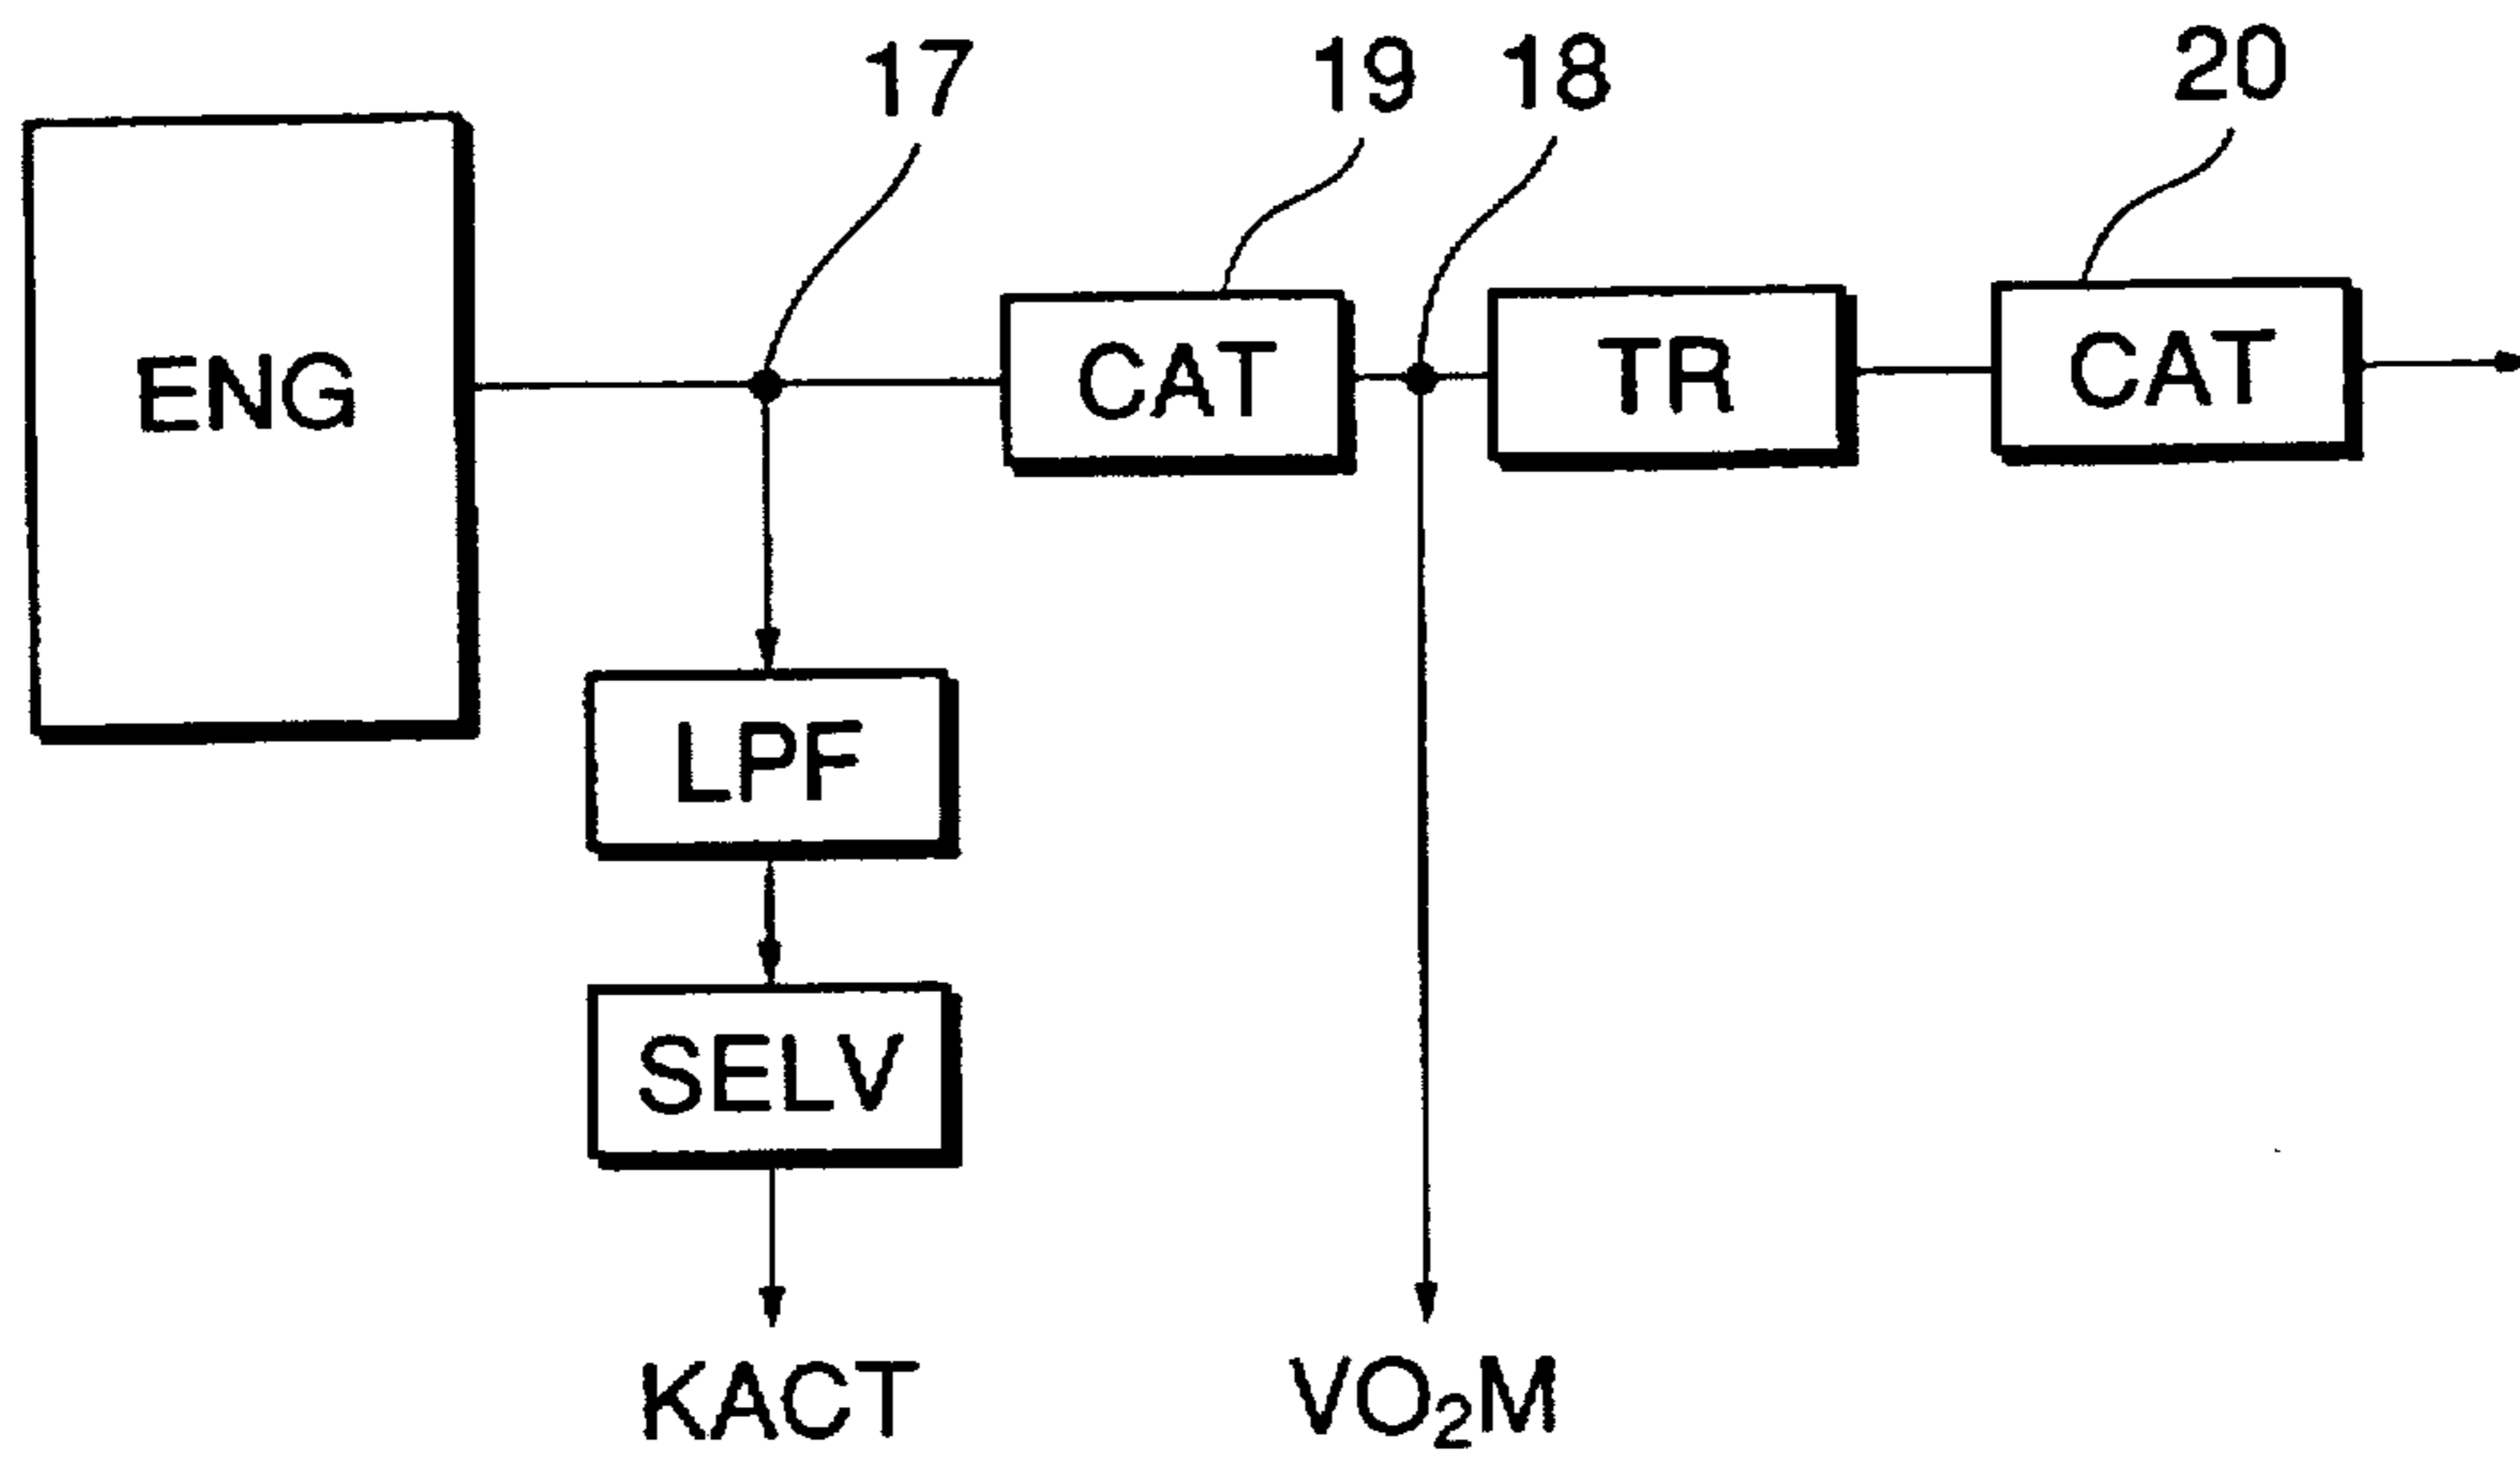 17 19 18 20
ENG CAT TR CAT
LPF
SELV
KACT VO₂M